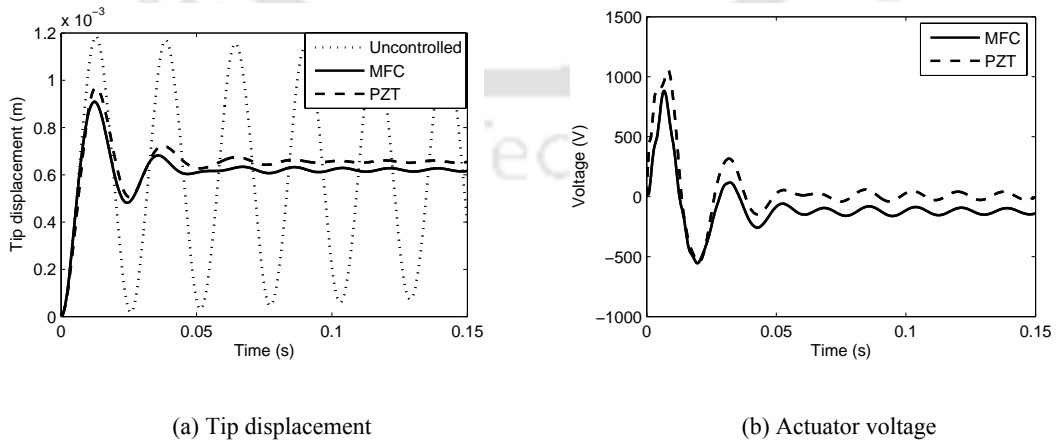 x 10⁻³
1.2
1
0.8
0.6
0.4
0.2
0
0 0.05 0.1 0.15
Tip displacement (m)
Time (s)
Uncontrolled
MFC
PZT
1500
1000
500
0
−500
−1000
0 0.05 0.1 0.15
Voltage (V)
Time (s)
MFC
PZT
(a) Tip displacement
(b) Actuator voltage